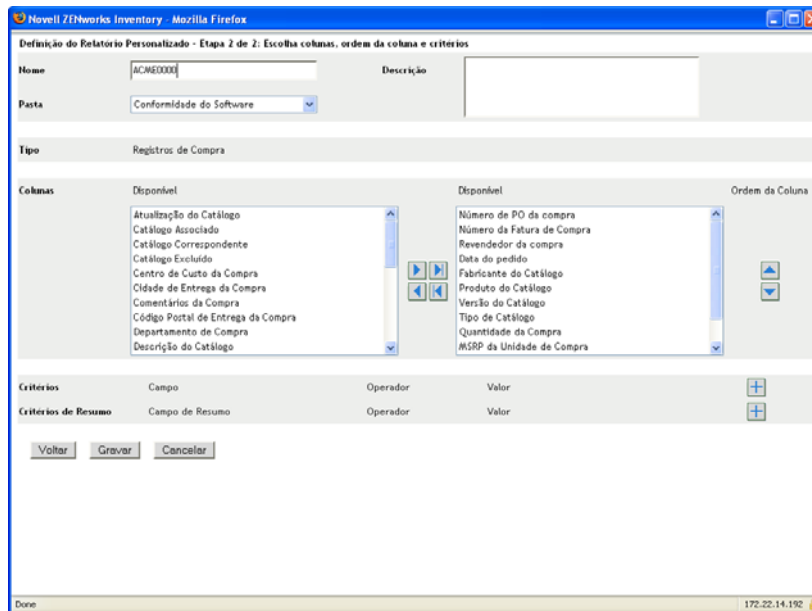 Novell ZENworks Inventory - Mozilla Firefox
Definição do Relatório Personalizado - Etapa 2 de 2: Escolha colunas, ordem da coluna e critérios
Nome ACME0000 Descrição
Pasta Conformidade do Software
Tipo Registros de Compra
Colunas Disponível Disponível Ordem da Coluna
Atualização do Catálogo
Catálogo Associado
Catálogo Correspondente
Catálogo Excluído
Centro de Custo da Compra
Cidade de Entrega da Compra
Comentários da Compra
Código Postal de Entrega da Compra
Departamento de Compra
Descrição do Catálogo
Número de PO da compra
Número da Fatura de Compra
Revendedor da compra
Data do pedido
Fabricante do Catálogo
Produto do Catálogo
Versão do Catálogo
Tipo de Catálogo
Quantidade da Compra
MSRP da Unidade de Compra
Critérios Campo Operador Valor
Critérios de Resumo Campo de Resumo Operador Valor
Voltar Gravar Cancelar
Done 172.22.14.192